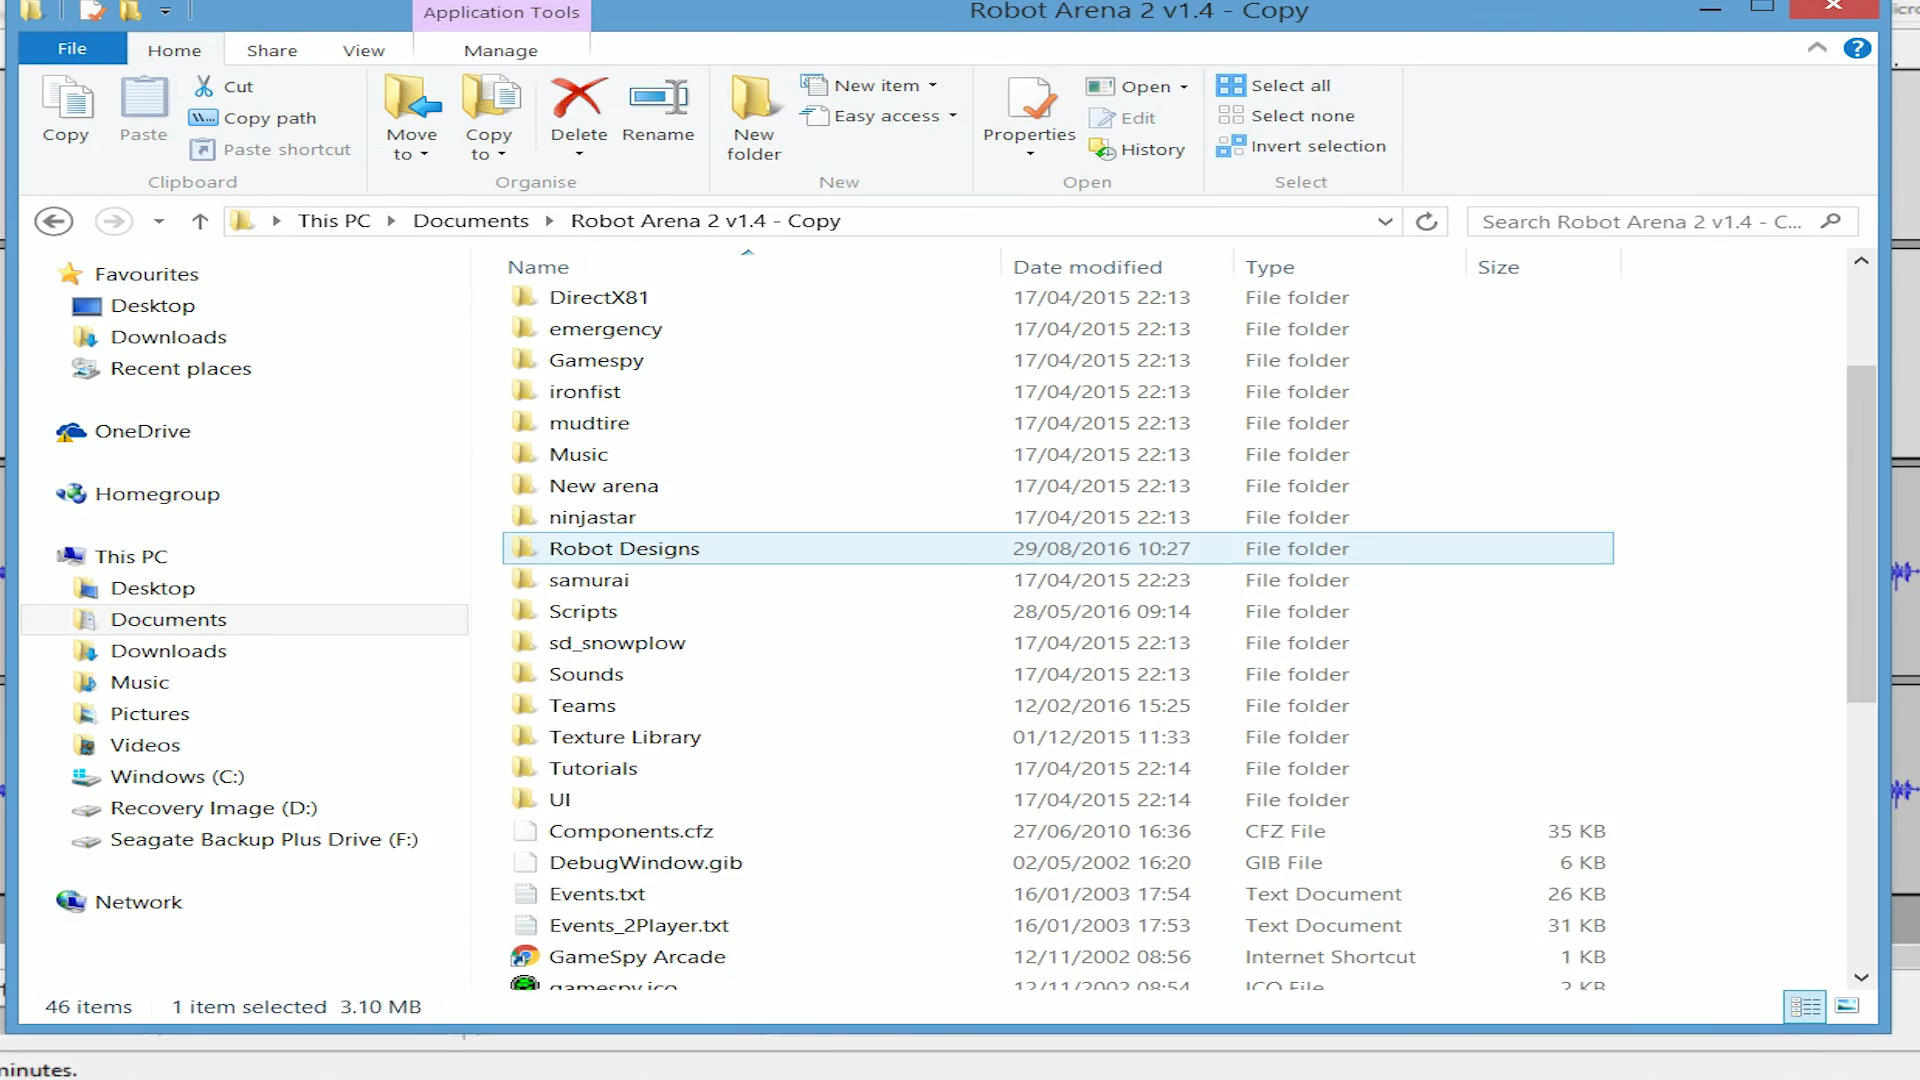 Application Tools
Robot Arena 2 v1.4 - Copy
File
Home
Share
View
Manage
Copy
Paste
Cut
Copy path
Paste shortcut
Clipboard
Move to
Copy to
Delete
Rename
Organise
New folder
New item
Easy access
New
Properties
Open
Edit
History
Open
Select all
Select none
Invert selection
Select
This PC
Documents
Robot Arena 2 v1.4 - Copy
Search Robot Arena 2 v1.4 - C...
Favourites
Desktop
Downloads
Recent places
OneDrive
Homegroup
This PC
Desktop
Documents
Downloads
Music
Pictures
Videos
Windows (C:)
Recovery Image (D:)
Seagate Backup Plus Drive (F:)
Network
Name Date modified Type Size
DirectX81 17/04/2015 22:13 File folder
emergency 17/04/2015 22:13 File folder
Gamespy 17/04/2015 22:13 File folder
ironfist 17/04/2015 22:13 File folder
mudtire 17/04/2015 22:13 File folder
Music 17/04/2015 22:13 File folder
New arena 17/04/2015 22:13 File folder
ninjastar 17/04/2015 22:13 File folder
Robot Designs 29/08/2016 10:27 File folder
samurai 17/04/2015 22:23 File folder
Scripts 28/05/2016 09:14 File folder
sd_snowplow 17/04/2015 22:13 File folder
Sounds 17/04/2015 22:13 File folder
Teams 12/02/2016 15:25 File folder
Texture Library 01/12/2015 11:33 File folder
Tutorials 17/04/2015 22:14 File folder
UI 17/04/2015 22:14 File folder
Components.cfz 27/06/2010 16:36 CFZ File 35 KB
DebugWindow.gib 02/05/2002 16:20 GIB File 6 KB
Events.txt 16/01/2003 17:54 Text Document 26 KB
Events_2Player.txt 16/01/2003 17:53 Text Document 31 KB
GameSpy Arcade 12/11/2002 08:56 Internet Shortcut 1 KB
gamespy.ico 12/11/2002 08:54 ICO File 2 KB
46 items 1 item selected 3.10 MB
minutes.